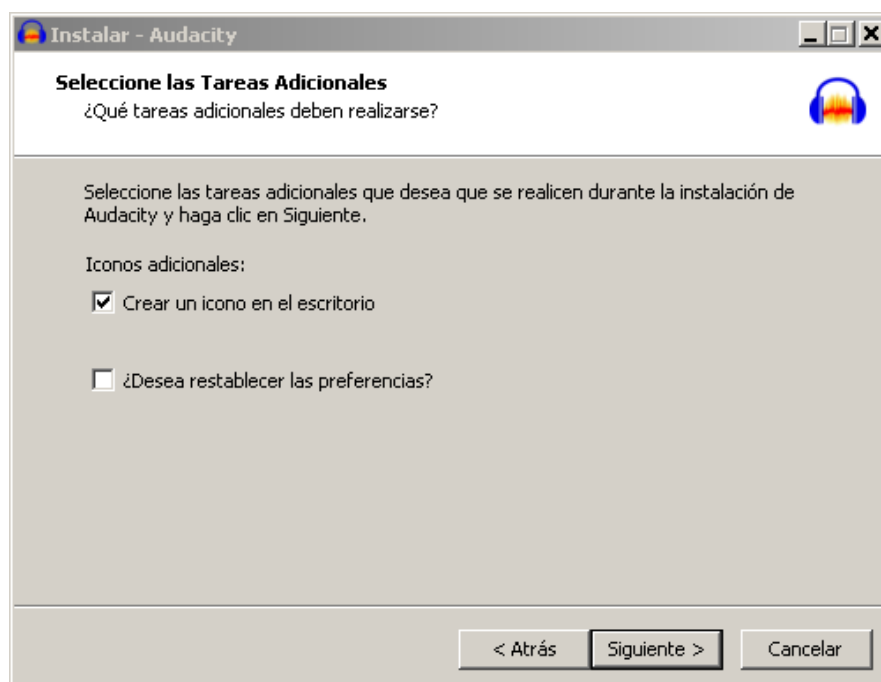 Instalar - Audacity
Seleccione las Tareas Adicionales
¿Qué tareas adicionales deben realizarse?
Seleccione las tareas adicionales que desea que se realicen durante la instalación de
Audacity y haga clic en Siguiente.
Iconos adicionales:
Crear un icono en el escritorio
¿Desea restablecer las preferencias?
< Atrás Siguiente > Cancelar